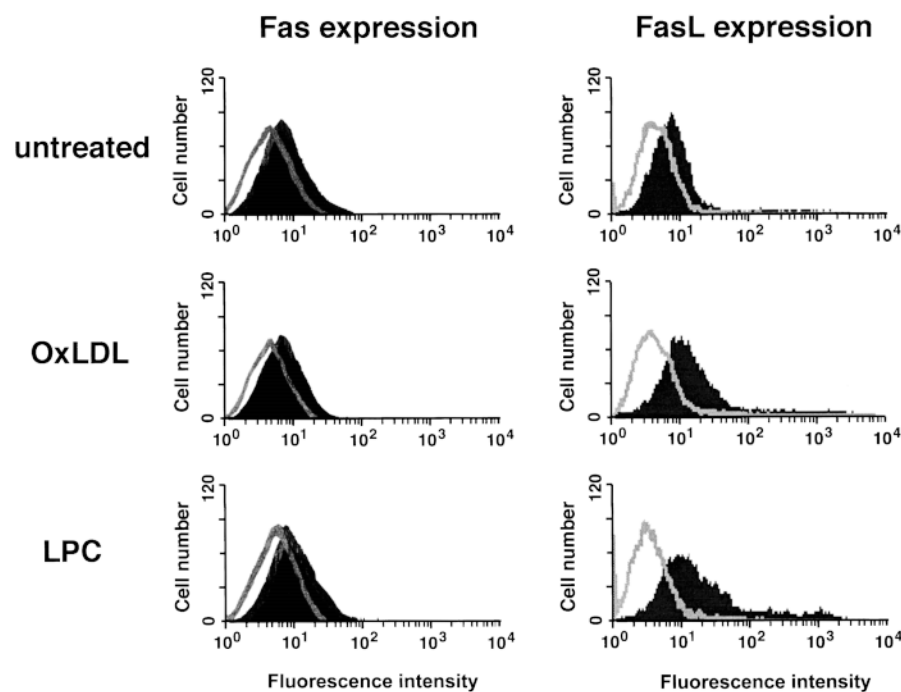 Fas expression FasL expression
untreated
Cell number
120
0
10^0 10^1 10^2 10^3 10^4
Cell number
120
0
10^0 10^1 10^2 10^3 10^4
OxLDL
Cell number
120
0
10^0 10^1 10^2 10^3 10^4
Cell number
120
0
10^0 10^1 10^2 10^3 10^4
LPC
Cell number
120
0
10^0 10^1 10^2 10^3 10^4
Cell number
120
0
10^0 10^1 10^2 10^3 10^4
Fluorescence intensity Fluorescence intensity